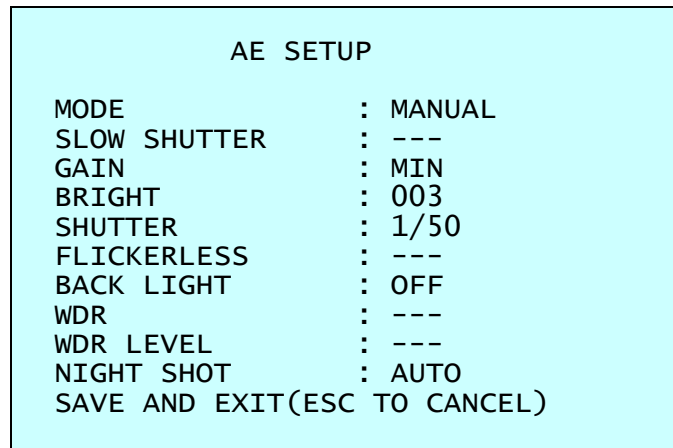 AE SETUP
MODE : MANUAL
SLOW SHUTTER : ---
GAIN : MIN
BRIGHT : 003
SHUTTER : 1/50
FLICKERLESS : ---
BACK LIGHT : OFF
WDR : ---
WDR LEVEL : ---
NIGHT SHOT : AUTO
SAVE AND EXIT(ESC TO CANCEL)